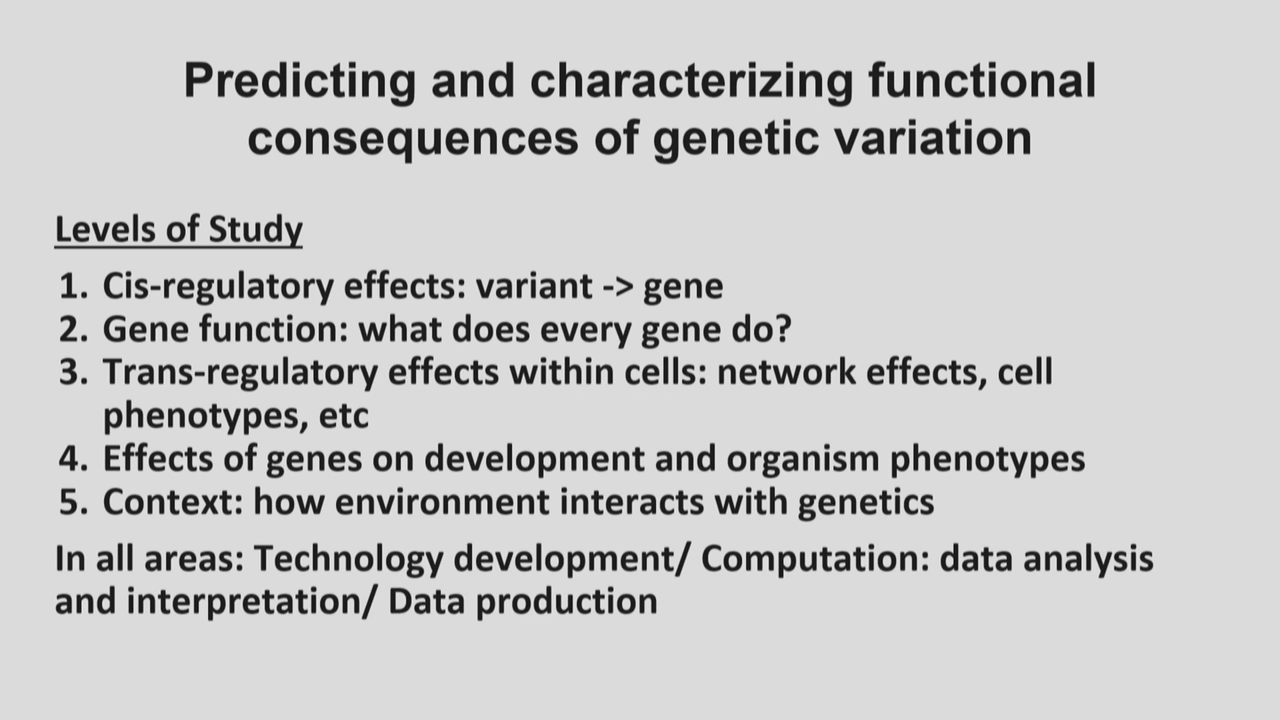 Predicting and characterizing functional
consequences of genetic variation
Levels of Study
1. Cis-regulatory effects: variant -> gene
2. Gene function: what does every gene do?
3. Trans-regulatory effects within cells: network effects, cell
phenotypes, etc
4. Effects of genes on development and organism phenotypes
5. Context: how environment interacts with genetics
In all areas: Technology development/ Computation: data analysis
and interpretation/ Data production